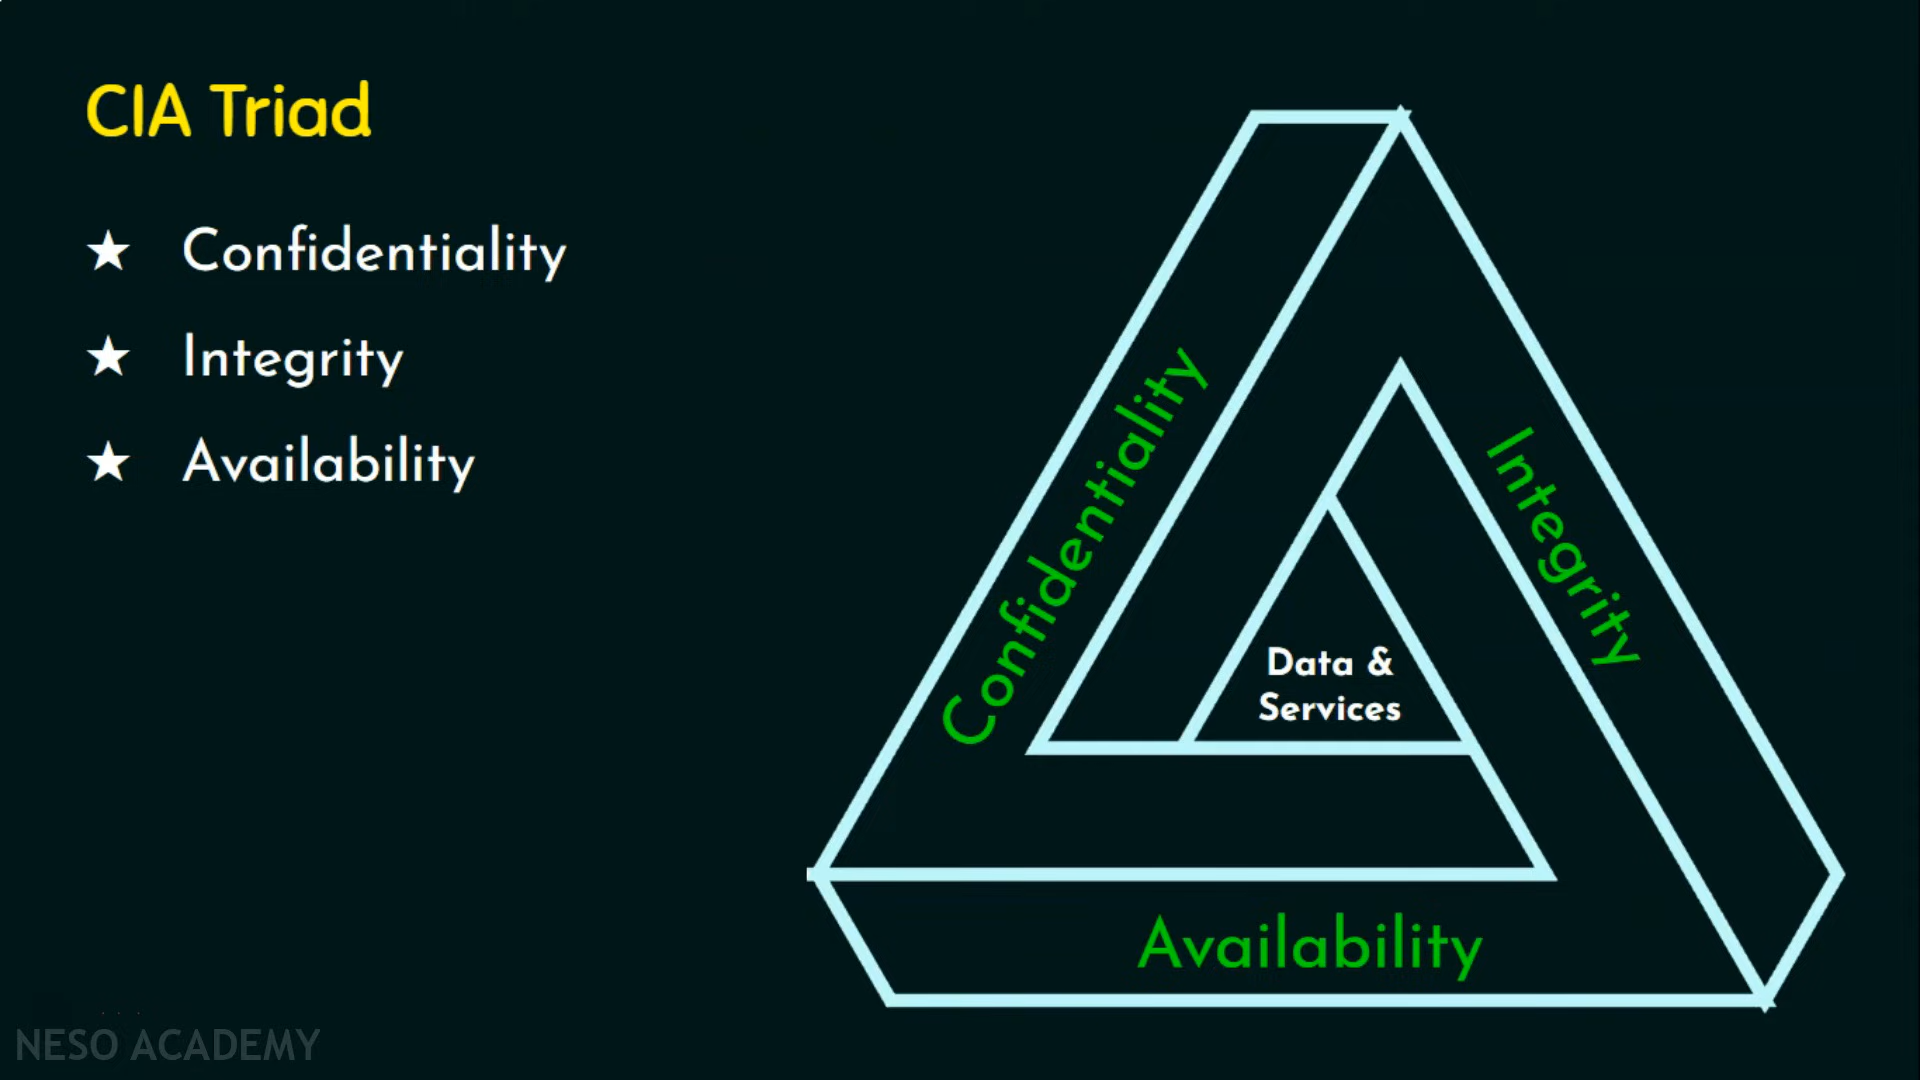 CIA Triad
★ Confidentiality
★ Integrity
★ Availability
Confidentiality
Integrity
Data &
Services
Availability
NESO ACADEMY